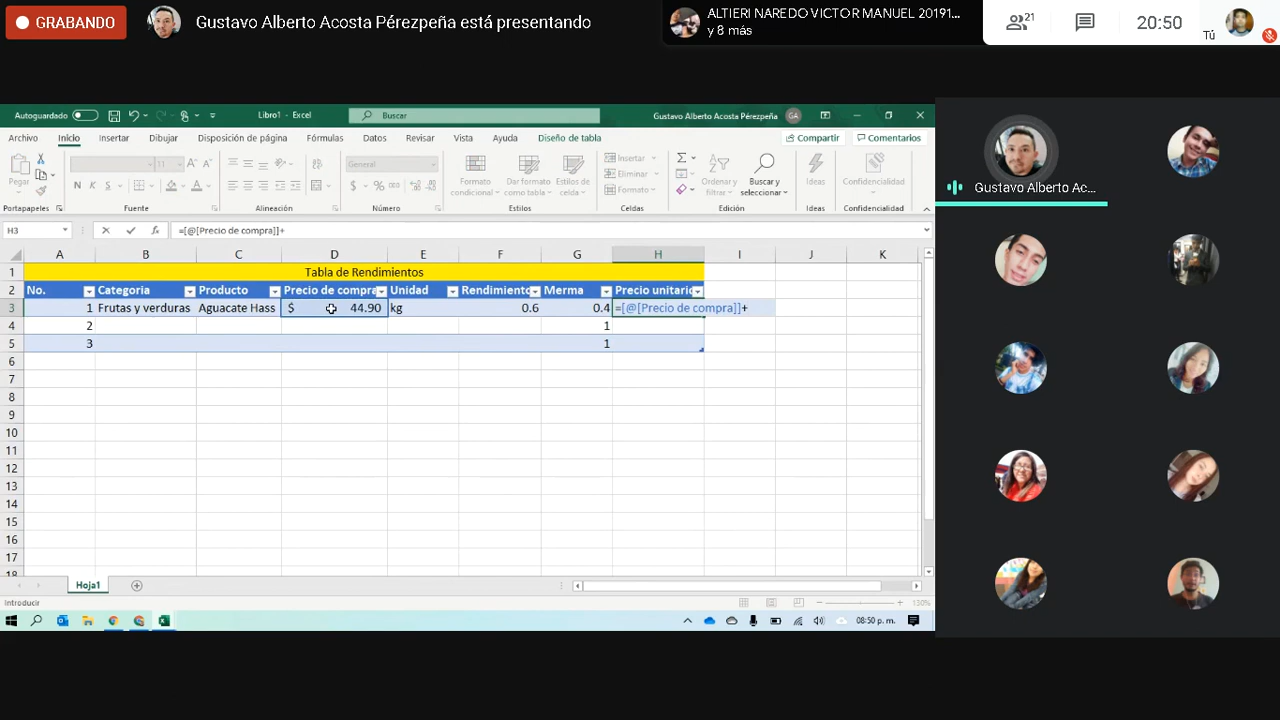 GRABANDO
Gustavo Alberto Acosta Pérezpeña está presentando
ALTIERI NAREDO VICTOR MANUEL 20191...
y 8 más
21
20:50
Tú
Autoguardado
Libro1 - Excel
Buscar
Gustavo Alberto Acosta Pérezpeña
GA
Archivo Inicio Insertar Dibujar Disposición de página Fórmulas Datos Revisar Vista Ayuda Diseño de tabla
Compartir Comentarios
Pegar
N K S
General
$ % 000
Formato condicional
Dar formato como tabla
Estilos de celda
Insertar
Eliminar
Formato
Ordenar y filtrar
Buscar y seleccionar
Ideas
Confidencialidad
Portapapeles Fuente Alineación Número Estilos Celdas Edición Ideas Confidencialidad
H3 fx =[@[Precio de compra]]+
A B C D E F G H I J K
1 Tabla de Rendimientos
2 No. Categoria Producto Precio de compra Unidad Rendimiento Merma Precio unitario
3 1 Frutas y verduras Aguacate Hass $ 44.90 kg 0.6 0.4 =[@[Precio de compra]]+
4 2 1
5 3 1
6
7
8
9
10
11
12
13
14
15
16
17
18
Hoja1
Introducir
130%
08:50 p. m.
Gustavo Alberto Ac...